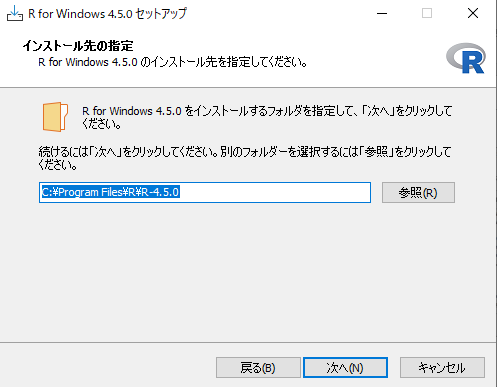 R for Windows 4.5.0 セットアップ
インストール先の指定
R for Windows 4.5.0 のインストール先を指定してください。
R
R for Windows 4.5.0 をインストールするフォルダを指定して、「次へ」をクリックして
ください。
続けるには「次へ」をクリックしてください。別のフォルダーを選択するには「参照」をクリックして
ください。
C:¥Program Files¥R¥R-4.5.0
参照(R)
戻る(B)
次へ(N)
キャンセル